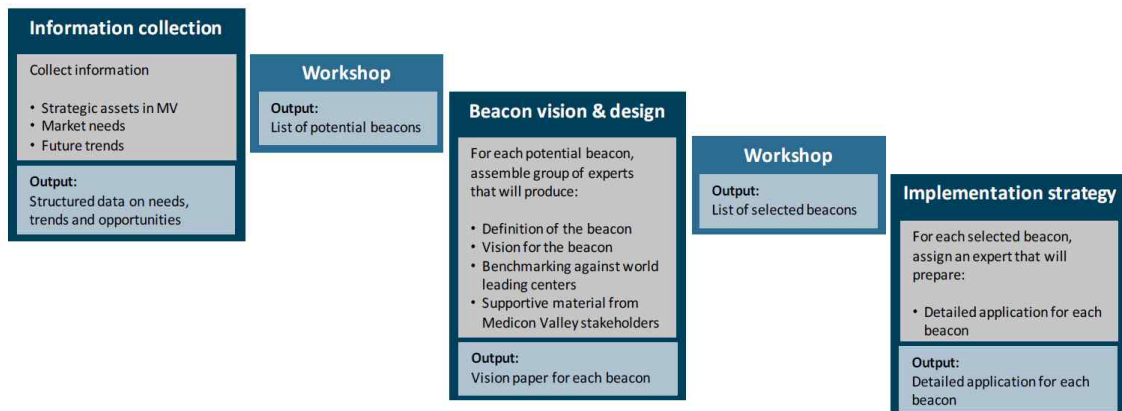 Information collection
Collect information
• Strategic assets in MV
• Market needs
• Future trends
Output:
Structured data on needs,
trends and opportunities
Workshop
Output:
List of potential beacons
Beacon vision & design
For each potential beacon,
assemble group of experts
that will produce:
• Definition of the beacon
• Vision for the beacon
• Benchmarking against world
leading centers
• Supportive material from
Medicon Valley stakeholders
Output:
Vision paper for each beacon
Workshop
Output:
List of selected beacons
Implementation strategy
For each selected beacon,
assign an expert that will
prepare:
• Detailed application for each
beacon
Output:
Detailed application for each
beacon